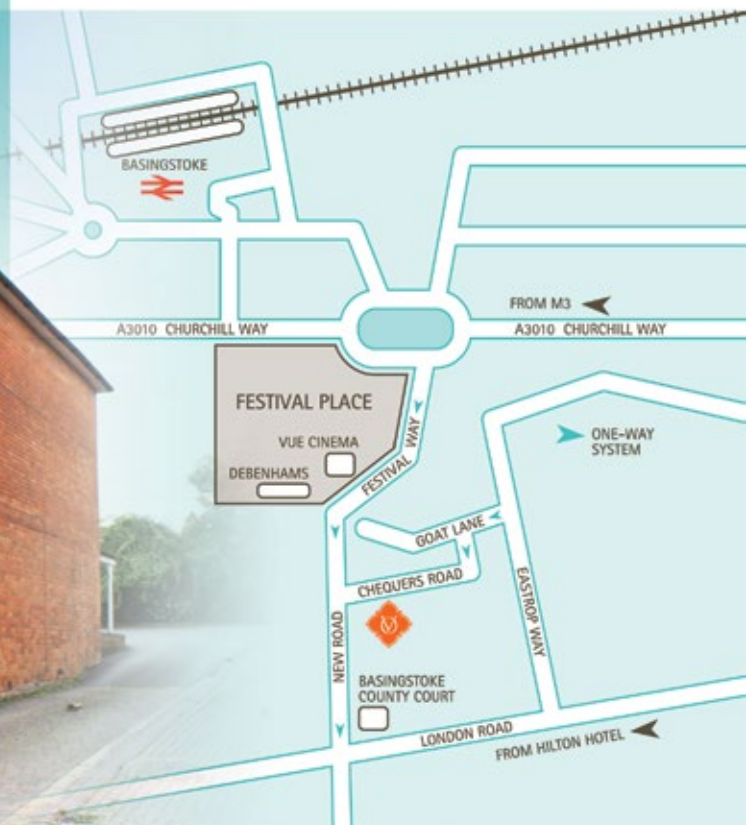 BASINGSTOKE
FROM M3
A3010 CHURCHILL WAY
A3010 CHURCHILL WAY
FESTIVAL PLACE
VUE CINEMA
DEBENHAMS
FESTIVAL WAY
ONE-WAY
SYSTEM
GOAT LANE
CHEQUERS ROAD
EASTROP WAY
NEW ROAD
BASINGSTOKE
COUNTY COURT
LONDON ROAD
FROM HILTON HOTEL